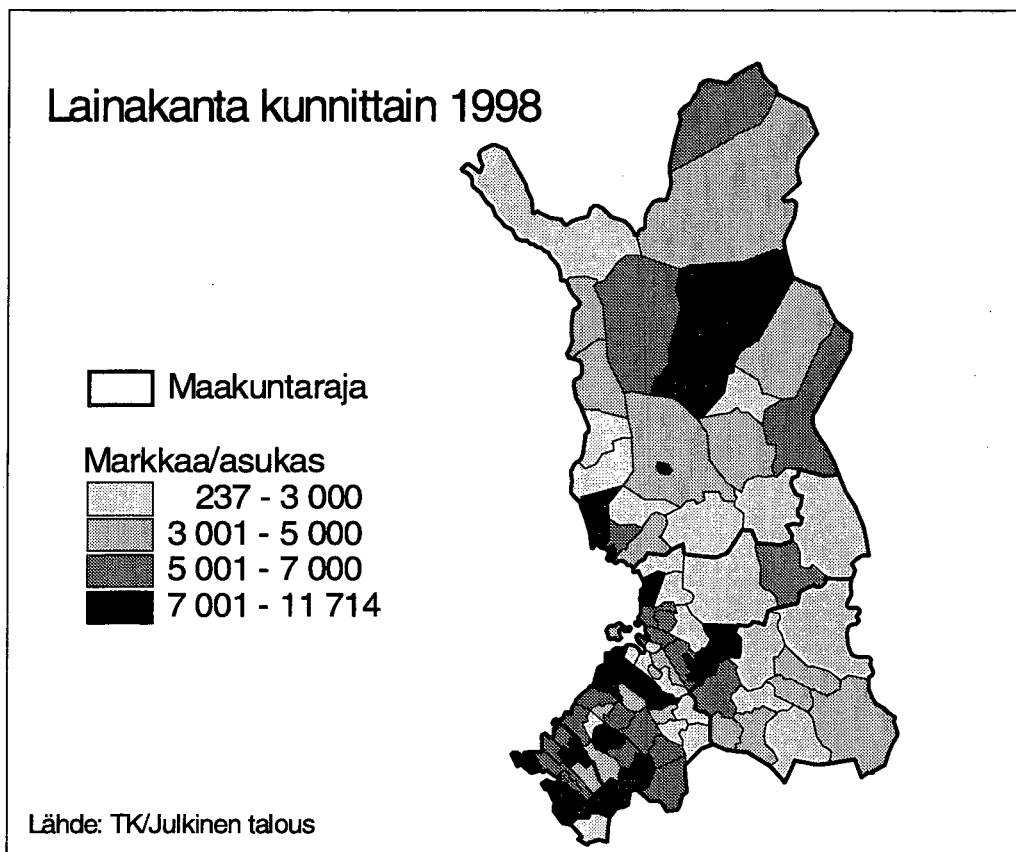 Lainakanta kunnittain 1998
Maakuntaraja
Markkaa/asukas
237 - 3 000
3 001 - 5 000
5 001 - 7 000
7 001 - 11 714
Lähde: TK/Julkinen talous